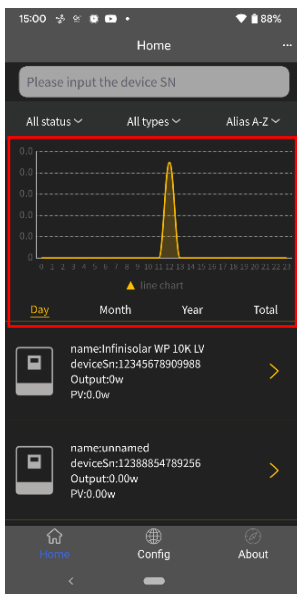 15:00
88%
Home
...
Please input the device SN
All status All types Alias A-Z
0.0
0.0
0.0
0.0
0.0
0
0 1 2 3 4 5 6 7 8 9 10 11 12 13 14 15 16 17 18 19 20 21 22 23
line chart
Day Month Year Total
name:Infinisolar WP 10K LV
deviceSn:12345678909988
Output:0w
PV:0.0w
name:unnamed
deviceSn:12388854789256
Output:0.00w
PV:0.00w
Home Config About